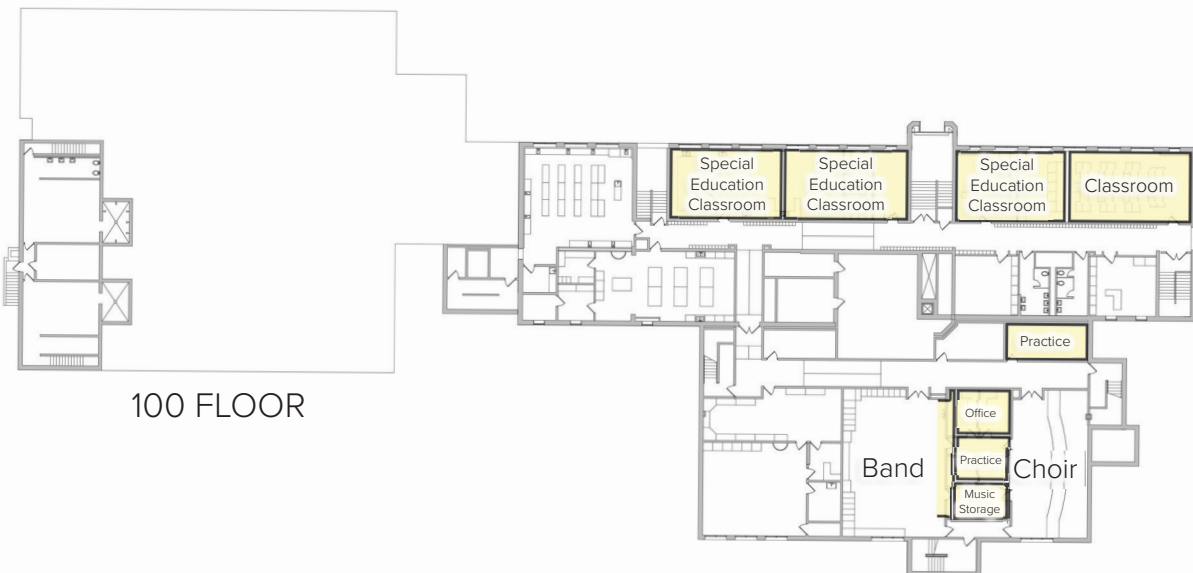 Special
Education
Classroom
Special
Education
Classroom
Special
Education
Classroom
Classroom
Practice
100 FLOOR
Office
Band
Practice
Choir
Music
Storage